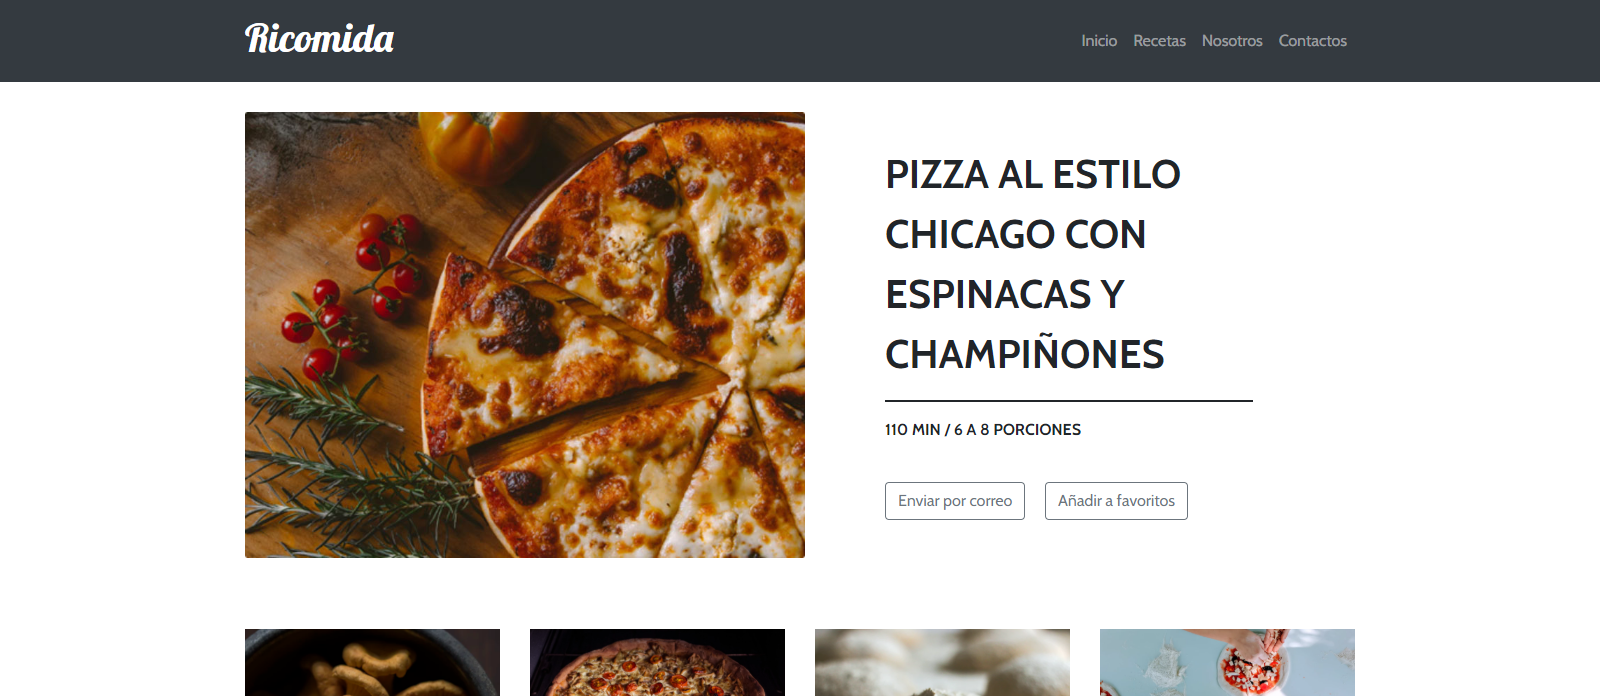 Ricomida
Inicio Recetas Nosotros Contactos
PIZZA AL ESTILO
CHICAGO CON
ESPINACAS Y
CHAMPIÑONES
110 MIN / 6 A 8 PORCIONES
Enviar por correo
Añadir a favoritos